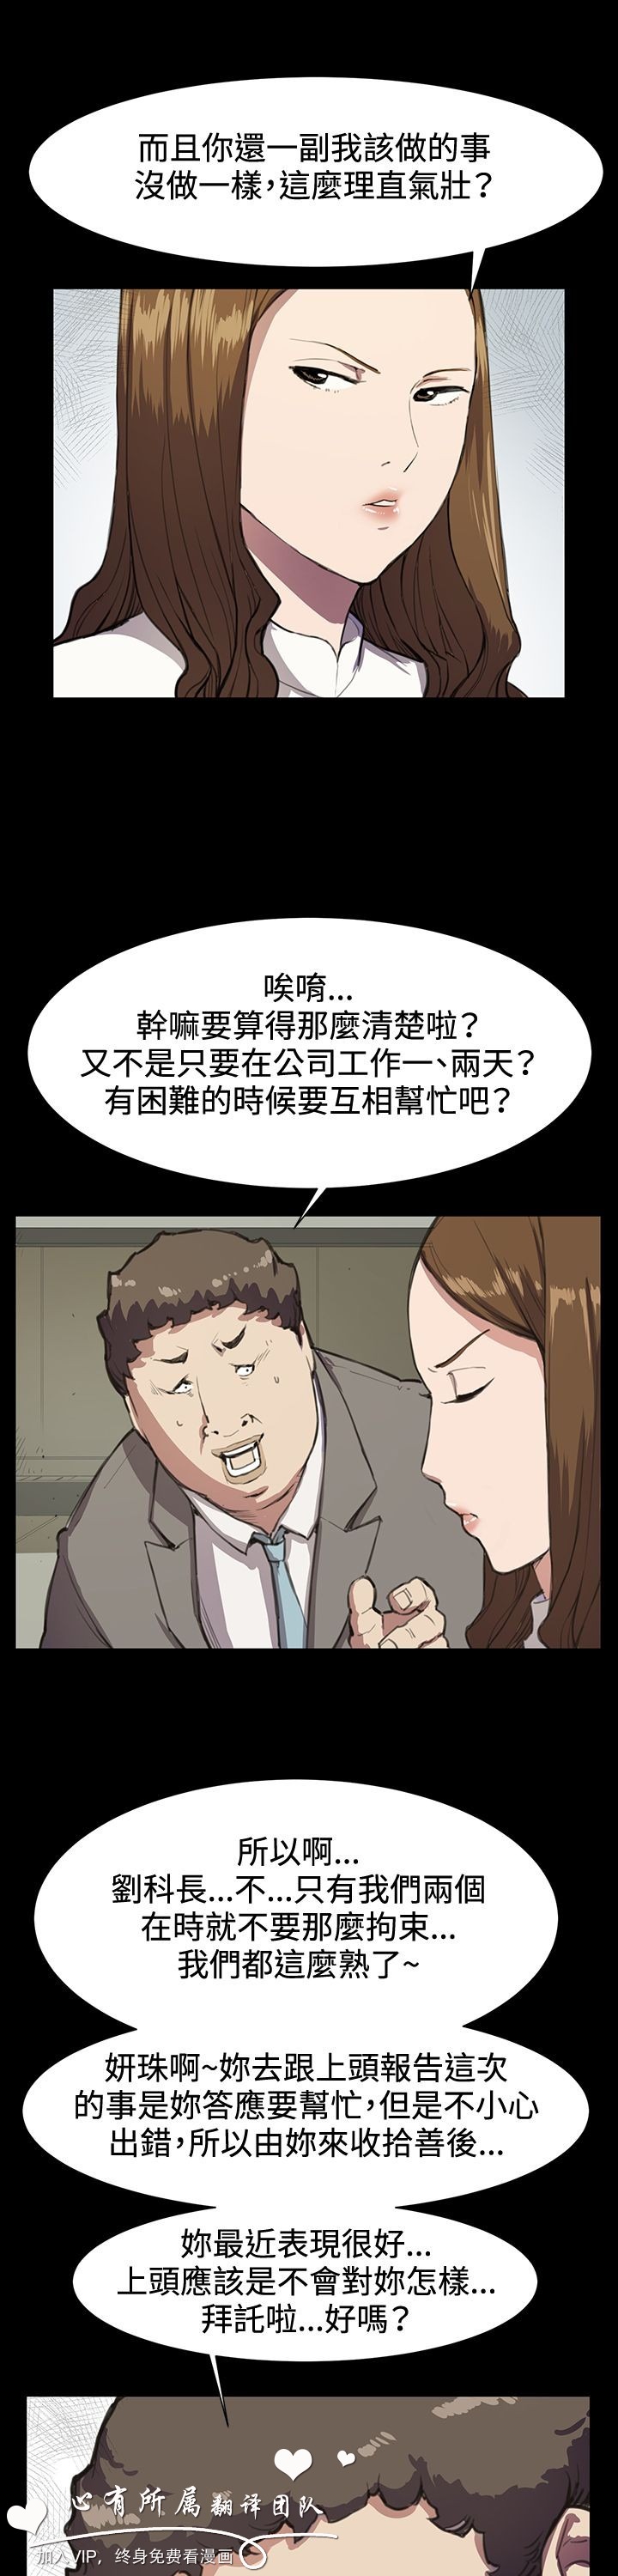 而且你還一副我該做的事
沒做一樣，這麼理直氣壯？
唉唷…
幹嘛要算得那麼清楚啦？
又不是只要在公司工作一、兩天？
有困難的時候要互相幫忙吧？
所以啊…
劉科長…不…只有我們兩個
在時就不要那麼拘束…
我們都這麼熟了~
妍珠啊~妳去跟上頭報告這次
的事是妳答應要幫忙，但是不小心
出錯，所以由妳來收拾善後…
妳最近表現很好…
上頭應該是不會對妳怎樣…
拜託啦…好嗎？
心有所属翻译团队
加入VIP，终身免费看漫画